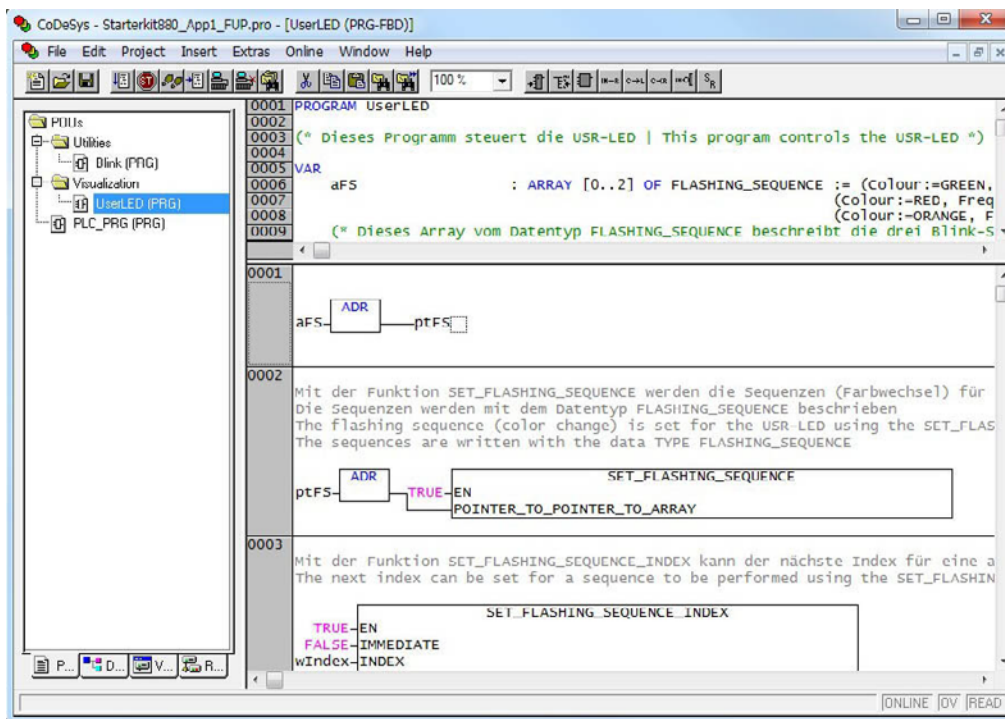 CoDeSys - Starterkit880_App1_FUP.pro - [UserLED (PRG-FBD)]
File Edit Project Insert Extras Online Window Help
100 %
POUs
Utilities
Blink (PRG)
Visualization
UserLED (PRG)
PLC_PRG (PRG)
P... D... V... R...
0001 PROGRAM UserLED
0002
0003 (* Dieses Programm steuert die USR-LED | This program controls the USR-LED *)
0004
0005 VAR
0006 aFS : ARRAY [0..2] OF FLASHING_SEQUENCE := (Colour:=GREEN,
0007 (Colour:=RED, Freq
0008 (Colour:=ORANGE, F
0009 (* Dieses Array vom Datentyp FLASHING_SEQUENCE beschreibt die drei Blink-S
0001
ADR
aFS ptFS
0002
Mit der Funktion SET_FLASHING_SEQUENCE werden die Sequenzen (Farbwechsel) für
Die Sequenzen werden mit dem Datentyp FLASHING_SEQUENCE beschrieben
The flashing sequence (color change) is set for the USR-LED using the SET_FLAS
The sequences are written with the data TYPE FLASHING_SEQUENCE
ADR SET_FLASHING_SEQUENCE
ptFS TRUE EN
POINTER_TO_POINTER_TO_ARRAY
0003
Mit der Funktion SET_FLASHING_SEQUENCE_INDEX kann der nächste Index für eine a
The next index can be set for a sequence to be performed using the SET_FLASHIN
SET_FLASHING_SEQUENCE_INDEX
TRUE EN
FALSE IMMEDIATE
wIndex INDEX
ONLINE OV READ